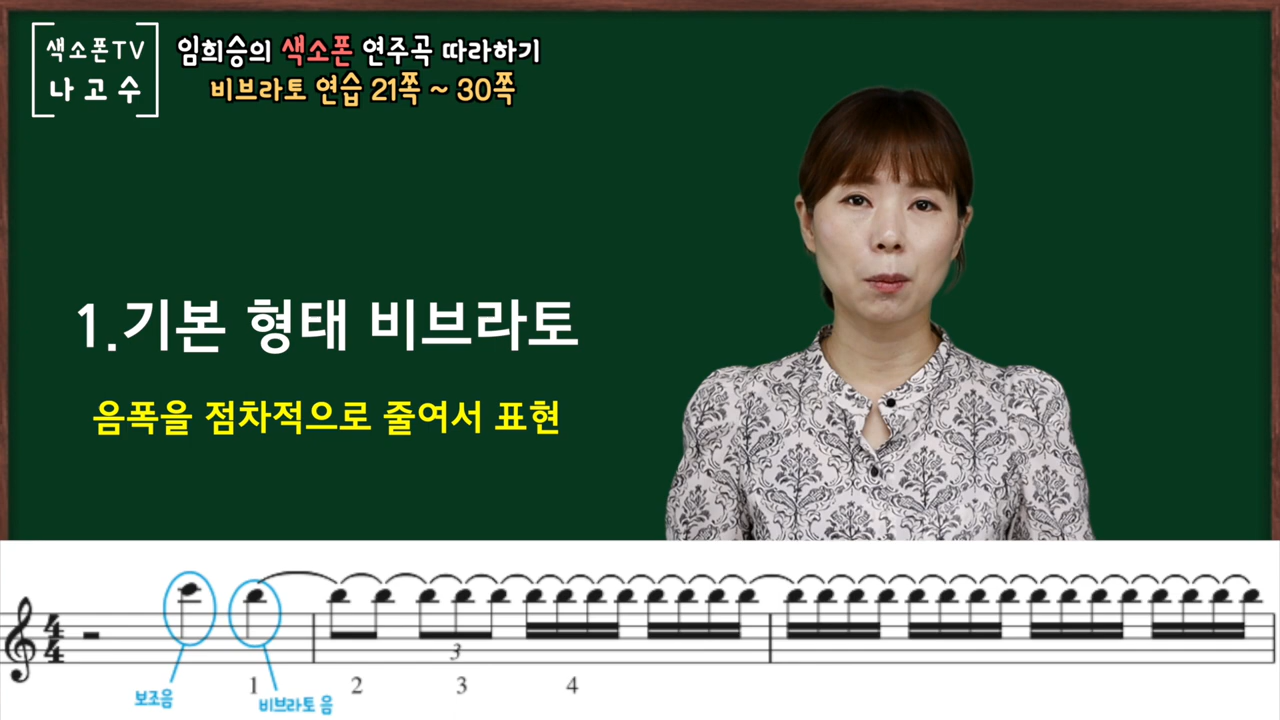 색소폰TV
나고수
임희승의 색소폰 연주곡 따라하기
비브라토 연습 21쪽 ~ 30쪽
1.기본 형태 비브라토
음폭을 점차적으로 줄여서 표현
4
4
3
보조음
1
비브라토 음
2
3
4